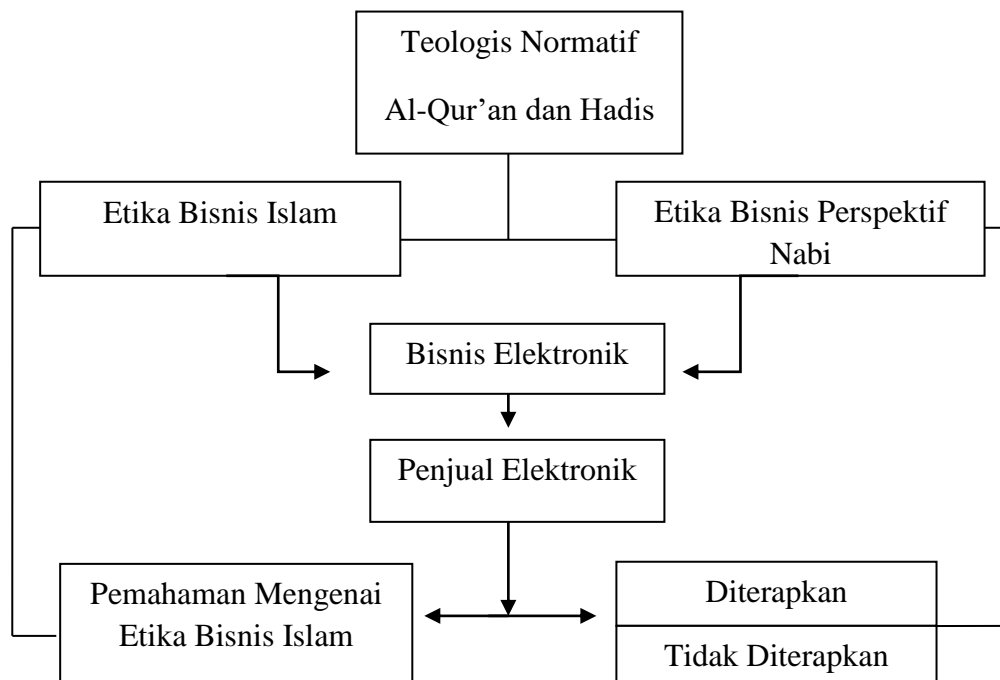 Teologis Normatif
Al-Qur’an dan Hadis
Etika Bisnis Islam
Etika Bisnis Perspektif
Nabi
Bisnis Elektronik
Penjual Elektronik
Pemahaman Mengenai
Etika Bisnis Islam
Diterapkan
Tidak Diterapkan